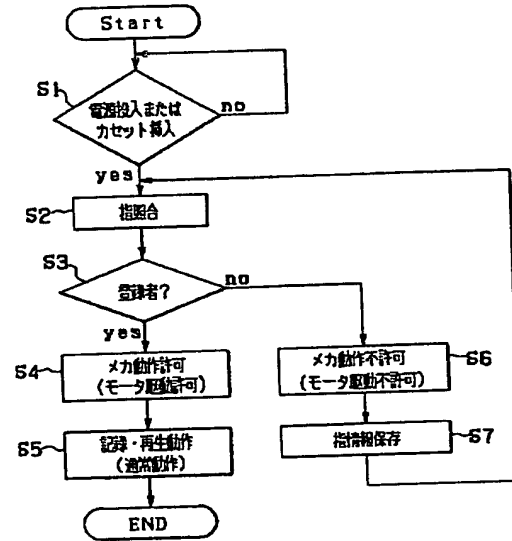 Start
S1
電源投入または
カセット挿入
no
yes
S2
指照合
S3
登録者?
no
yes
S4
メカ動作許可
(モータ駆動許可)
S6
メカ動作不許可
(モータ駆動不許可)
S5
記録・再生動作
(通常動作)
S7
指情報保存
END